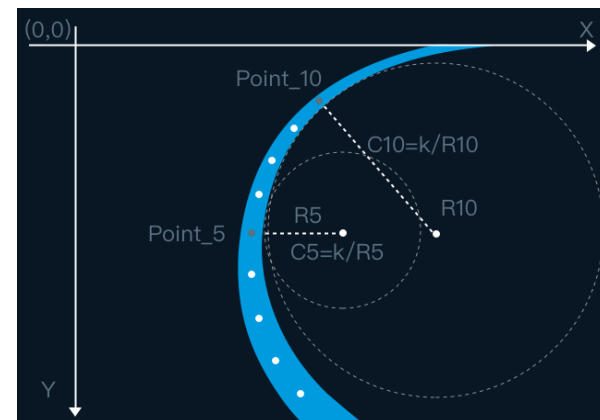 (0,0)
X
Point_10
C10=k/R10
R10
R5
Point_5
C5=k/R5
Y